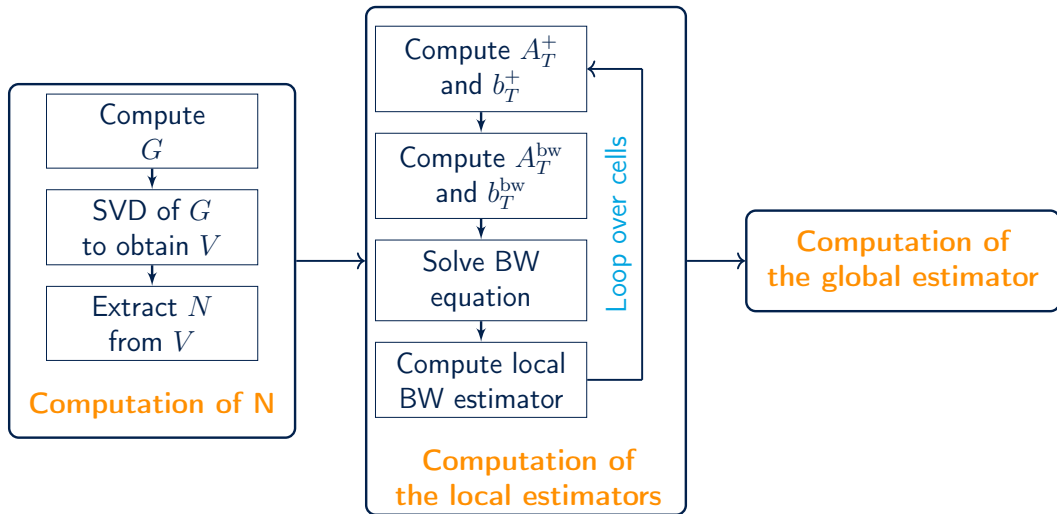 Compute
G
SVD of G
to obtain V
Extract N
from V
Computation of N
Compute A_T^+
and b_T^+
Compute A_T^bw
and b_T^bw
Solve BW
equation
Compute local
BW estimator
Loop over cells
Computation of
the local estimators
Computation of
the global estimator